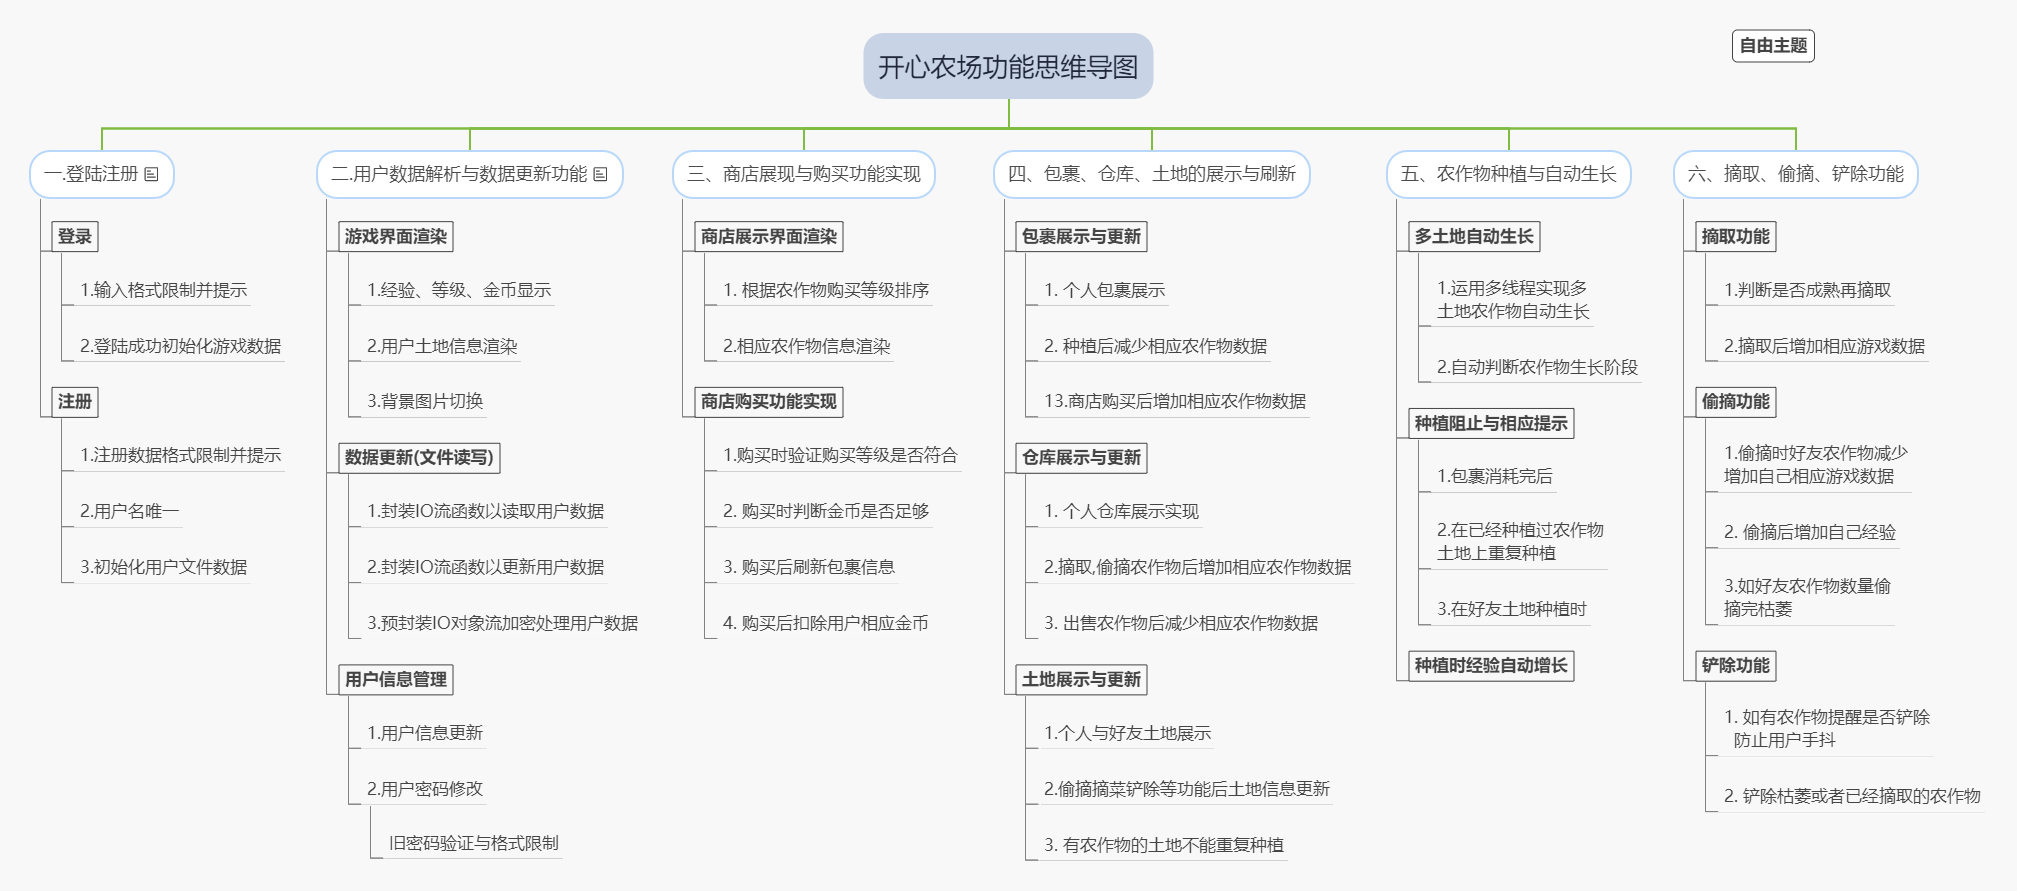 开心农场功能思维导图
自由主题
一.登陆注册
登录
1.输入格式限制并提示
2.登陆成功初始化游戏数据
注册
1.注册数据格式限制并提示
2.用户名唯一
3.初始化用户文件数据
二.用户数据解析与数据更新功能
游戏界面渲染
1.经验、等级、金币显示
2.用户土地信息渲染
3.背景图片切换
数据更新(文件读写)
1.封装IO流函数以读取用户数据
2.封装IO流函数以更新用户数据
3.预封装IO对象流加密处理用户数据
用户信息管理
1.用户信息更新
2.用户密码修改
旧密码验证与格式限制
三、商店展现与购买功能实现
商店展示界面渲染
1. 根据农作物购买等级排序
2.相应农作物信息渲染
商店购买功能实现
1.购买时验证购买等级是否符合
2. 购买时判断金币是否足够
3. 购买后刷新包裹信息
4. 购买后扣除用户相应金币
四、包裹、仓库、土地的展示与刷新
包裹展示与更新
1. 个人包裹展示
2. 种植后减少相应农作物数据
13.商店购买后增加相应农作物数据
仓库展示与更新
1. 个人仓库展示实现
2.摘取,偷摘农作物后增加相应农作物数据
3. 出售农作物后减少相应农作物数据
土地展示与更新
1.个人与好友土地展示
2.偷摘摘菜铲除等功能后土地信息更新
3. 有农作物的土地不能重复种植
五、农作物种植与自动生长
多土地自动生长
1.运用多线程实现多
土地农作物自动生长
2.自动判断农作物生长阶段
种植阻止与相应提示
1.包裹消耗完后
2.在已经种植过农作物
土地上重复种植
3.在好友土地种植时
种植时经验自动增长
六、摘取、偷摘、铲除功能
摘取功能
1.判断是否成熟再摘取
2.摘取后增加相应游戏数据
偷摘功能
1.偷摘时好友农作物减少
增加自己相应游戏数据
2. 偷摘后增加自己经验
3.如好友农作物数量偷
摘完枯萎
铲除功能
1. 如有农作物提醒是否铲除
防止用户手抖
2. 铲除枯萎或者已经摘取的农作物